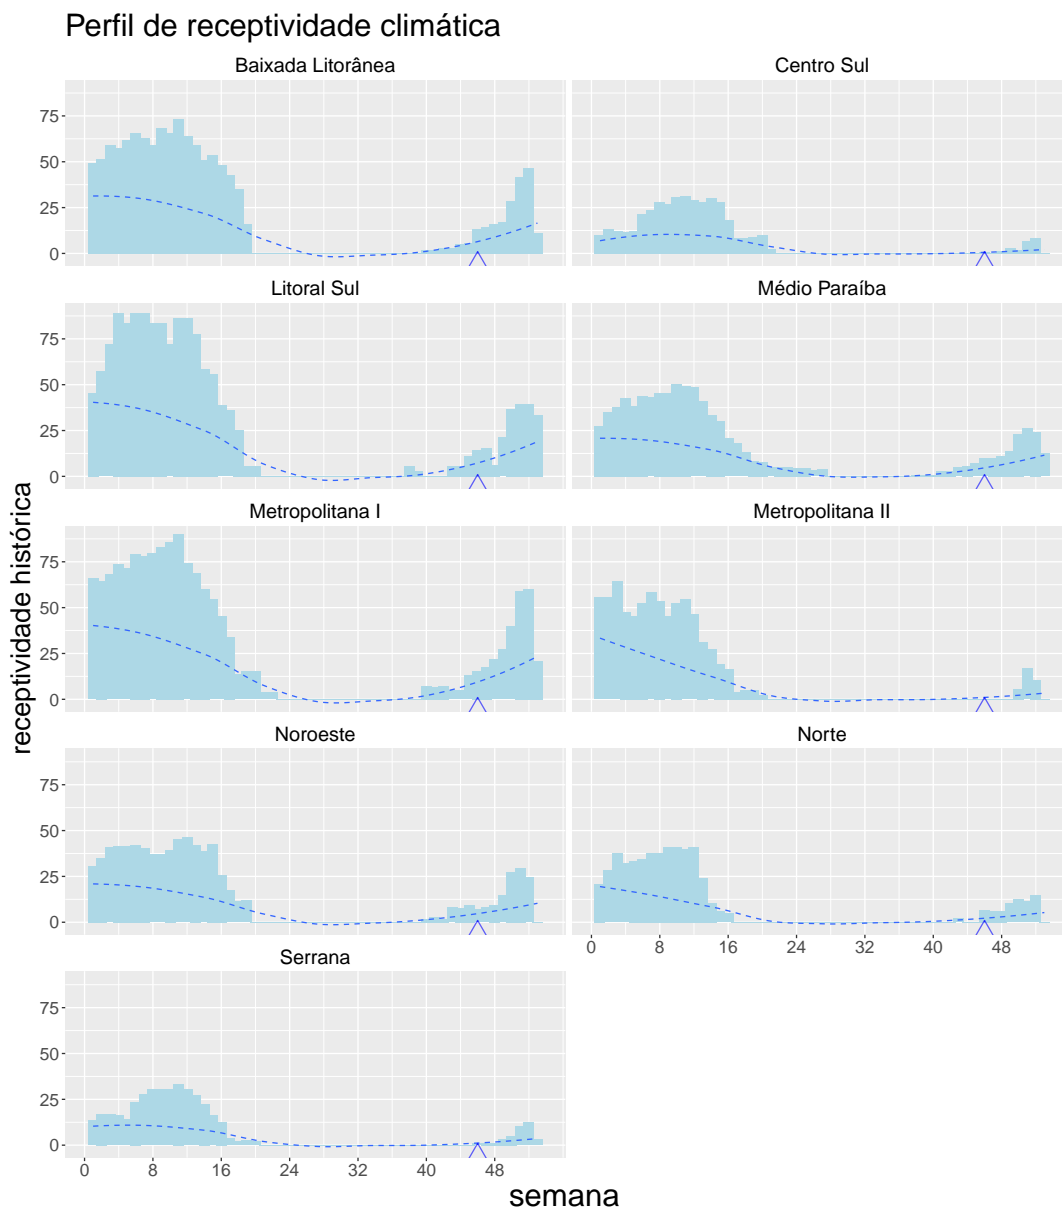 Perfil de receptividade climática
Baixada Litorânea
Centro Sul
75
50
25
0
Litoral Sul
Médio Paraíba
75
50
25
0
Metropolitana I
Metropolitana II
75
50
25
0
Noroeste
Norte
75
50
25
0
0 8 16 24 32 40 48
Serrana
75
50
25
0
0 8 16 24 32 40 48
receptividade histórica
semana